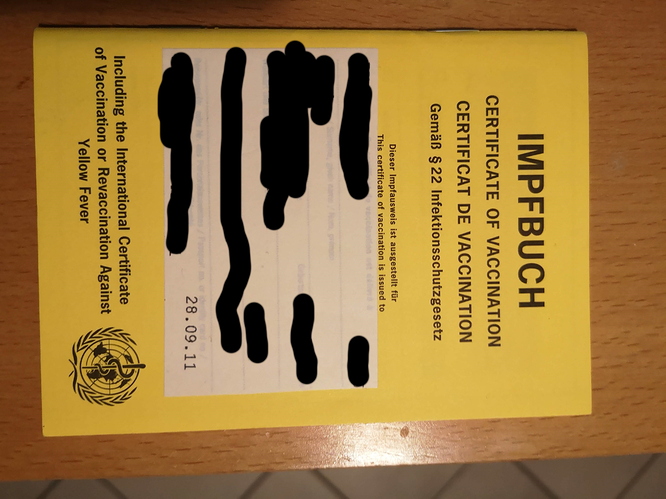 IMPFBUCH
CERTIFICATE OF VACCINATION
CERTIFICAT DE VACCINATION
Gemäß § 22 Infektionsschutzgesetz
Dieser Impfausweis ist ausgestellt für
This certificate of vaccination is issued to
28.09.11
Including the International Certificate
of Vaccination or Revaccination Against
Yellow Fever